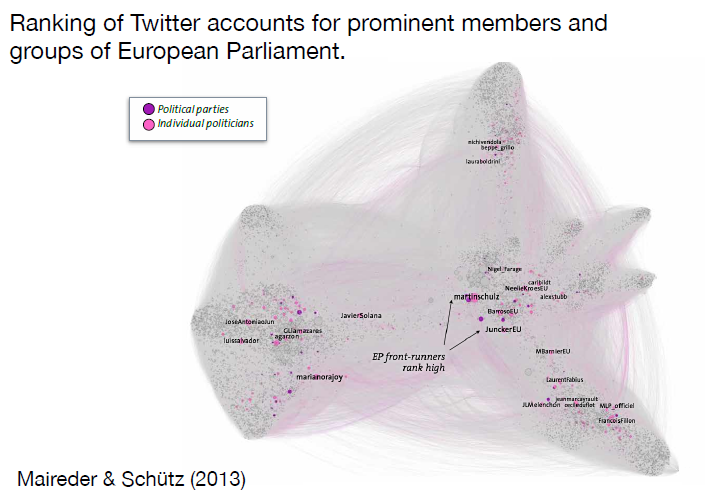 Ranking of Twitter accounts for prominent members and
groups of European Parliament.
Political parties
Individual politicians
nichivendola
beppe_grillo
lauraboldrini
Nigel_Farage
carlbildt
NeelieKroesEU
martinschulz
alexstubb
BarrosoEU
JunckerEU
JavierSolana
JoseAntonioJun
GLlamazares
agarzon
luissalvador
EP front-runners
rank high
MBarnierEU
marianorajoy
LaurentFabius
jeanmarcayrault
JLMelenchon
cecileduflot
MLP_officiel
FrancoisFillon
Maireder & Schütz (2013)